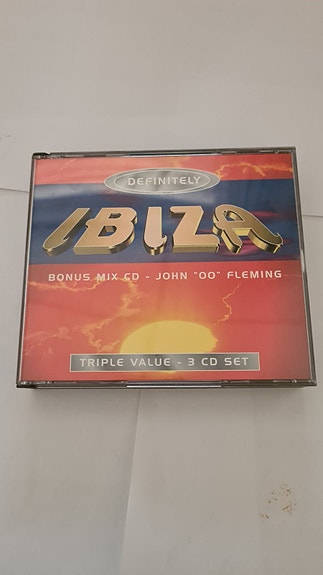 DEFINITELY
IBIZA
BONUS MIX CD - JOHN "OO" FLEMING
TRIPLE VALUE - 3 CD SET